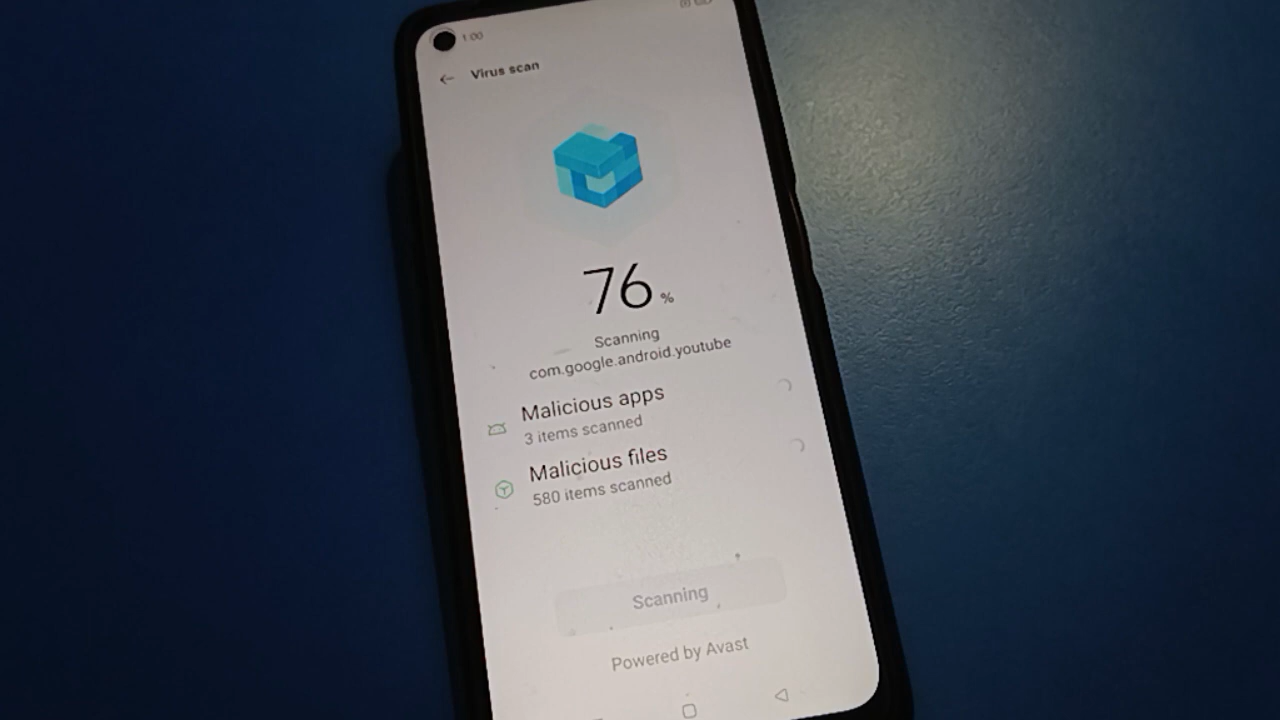 1:00
Virus scan
76 %
Scanning
com.google.android.youtube
Malicious apps
3 items scanned
Malicious files
580 items scanned
Scanning
Powered by Avast